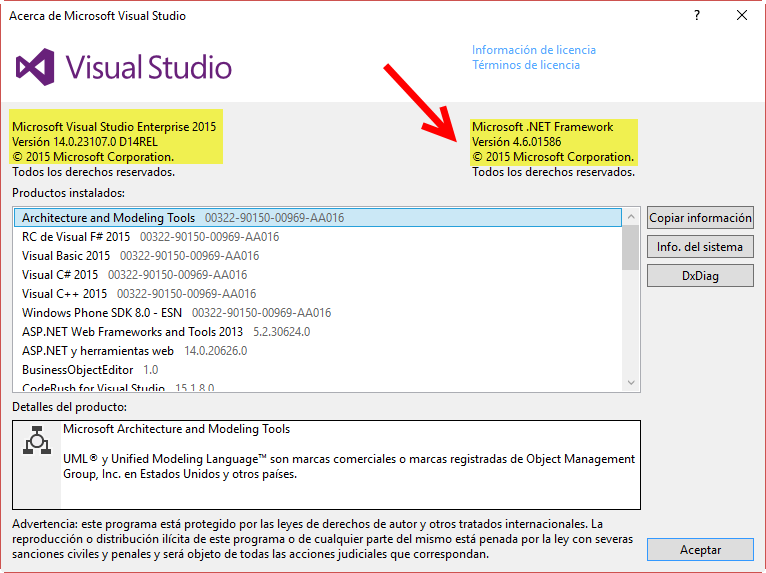 Acerca de Microsoft Visual Studio
?
Visual Studio
Información de licencia
Términos de licencia
Microsoft Visual Studio Enterprise 2015
Versión 14.0.23107.0 D14REL
© 2015 Microsoft Corporation.
Todos los derechos reservados.
Microsoft .NET Framework
Versión 4.6.01586
© 2015 Microsoft Corporation.
Todos los derechos reservados.
Productos instalados:
Architecture and Modeling Tools 00322-90150-00969-AA016
RC de Visual F# 2015 00322-90150-00969-AA016
Visual Basic 2015 00322-90150-00969-AA016
Visual C# 2015 00322-90150-00969-AA016
Visual C++ 2015 00322-90150-00969-AA016
Windows Phone SDK 8.0 - ESN 00322-90150-00969-AA016
ASP.NET Web Frameworks and Tools 2013 5.2.30624.0
ASP.NET y herramientas web 14.0.20626.0
BusinessObjectEditor 1.0
CodeRush for Visual Studio 15.1.8.0
Copiar información
Info. del sistema
DxDiag
Detalles del producto:
Microsoft Architecture and Modeling Tools
UML® y Unified Modeling Language™ son marcas comerciales o marcas registradas de Object Management
Group, Inc. en Estados Unidos y otros países.
Advertencia: este programa está protegido por las leyes de derechos de autor y otros tratados internacionales. La
reproducción o distribución ilícita de este programa o de cualquier parte del mismo está penada por la ley con severas
sanciones civiles y penales y será objeto de todas las acciones judiciales que correspondan.
Aceptar